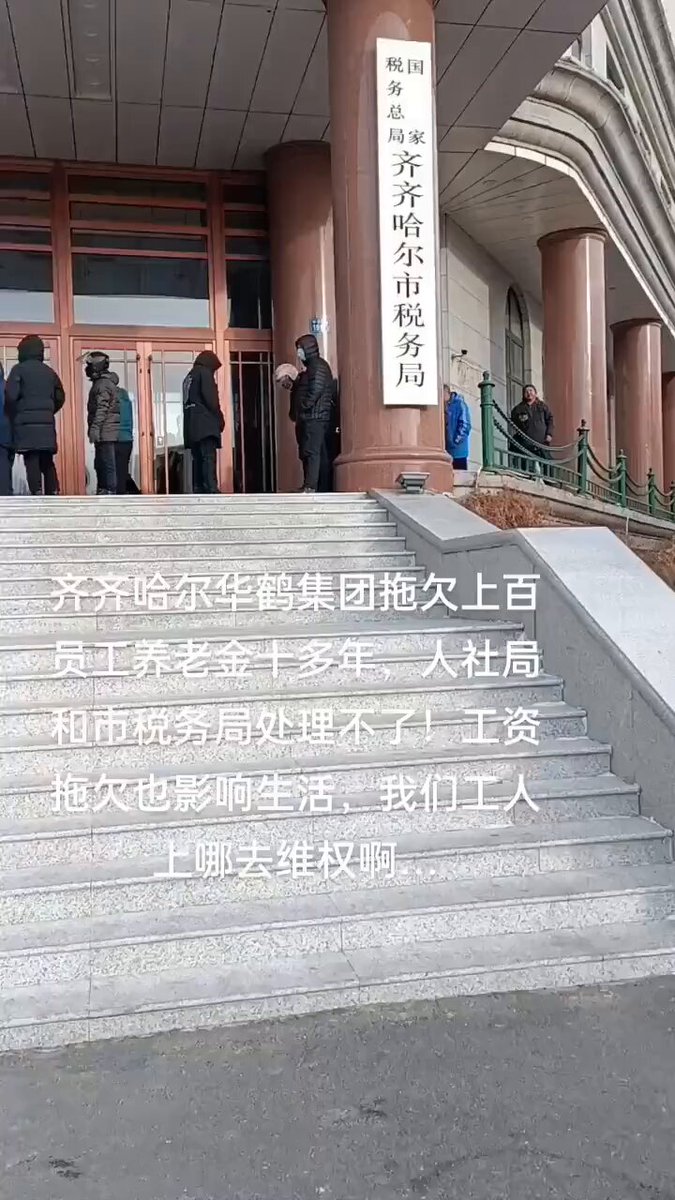 国家税务总局
齐齐哈尔市税务局
齐齐哈尔华鹤集团拖欠上百
员工养老金十多年，人社局
和市税务局处理不了！工资
拖欠也影响生活，我们工人
上哪去维权啊...